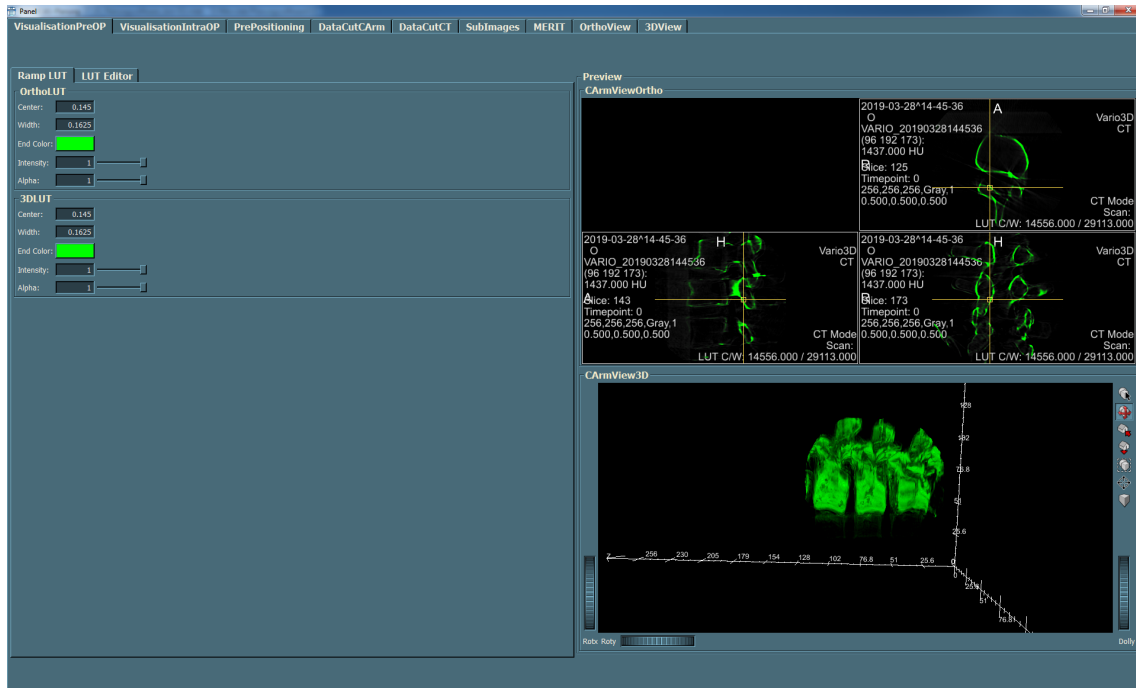 Panel
VisualisationPreOP VisualisationIntraOP PrePositioning DataCutCArm DataCutCT SubImages MERIT OrthoView 3DView
Ramp LUT LUT Editor
OrthoLUT
Center: 0.145
Width: 0.1625
End Color:
Intensity: 1
Alpha: 1
3DLUT
Center: 0.145
Width: 0.1625
End Color:
Intensity: 1
Alpha: 1
Preview
CArmViewOrtho
2019-03-28^14-45-36
O
VARIO_20190328144536
(96 192 173):
1437.000 HU
Slice: 125
Timepoint: 0
256,256,256,Gray,1
0.500,0.500,0.500
A
Vario3D
CT
CT Mode
Scan:
LUT C/W: 14556.000 / 29113.000
2019-03-28^14-45-36
O
VARIO_20190328144536
(96 192 173):
1437.000 HU
A
Slice: 143
Timepoint: 0
256,256,256,Gray,1
0.500,0.500,0.500
H
Vario3D
CT
CT Mode
Scan:
LUT C/W: 14556.000 / 29113.000
2019-03-28^14-45-36
O
VARIO_20190328144536
(96 192 173):
1437.000 HU
Slice: 173
Timepoint: 0
256,256,256,Gray,1
0.500,0.500,0.500
H
Vario3D
CT
CT Mode
Scan:
LUT C/W: 14556.000 / 29113.000
CArmView3D
128
102
76.8
51
25.6
Z 256 230 205 179 154 128 102 76.8 51 25.6 0
0
25.6
51
76.8
Rotx Roty
Dolly